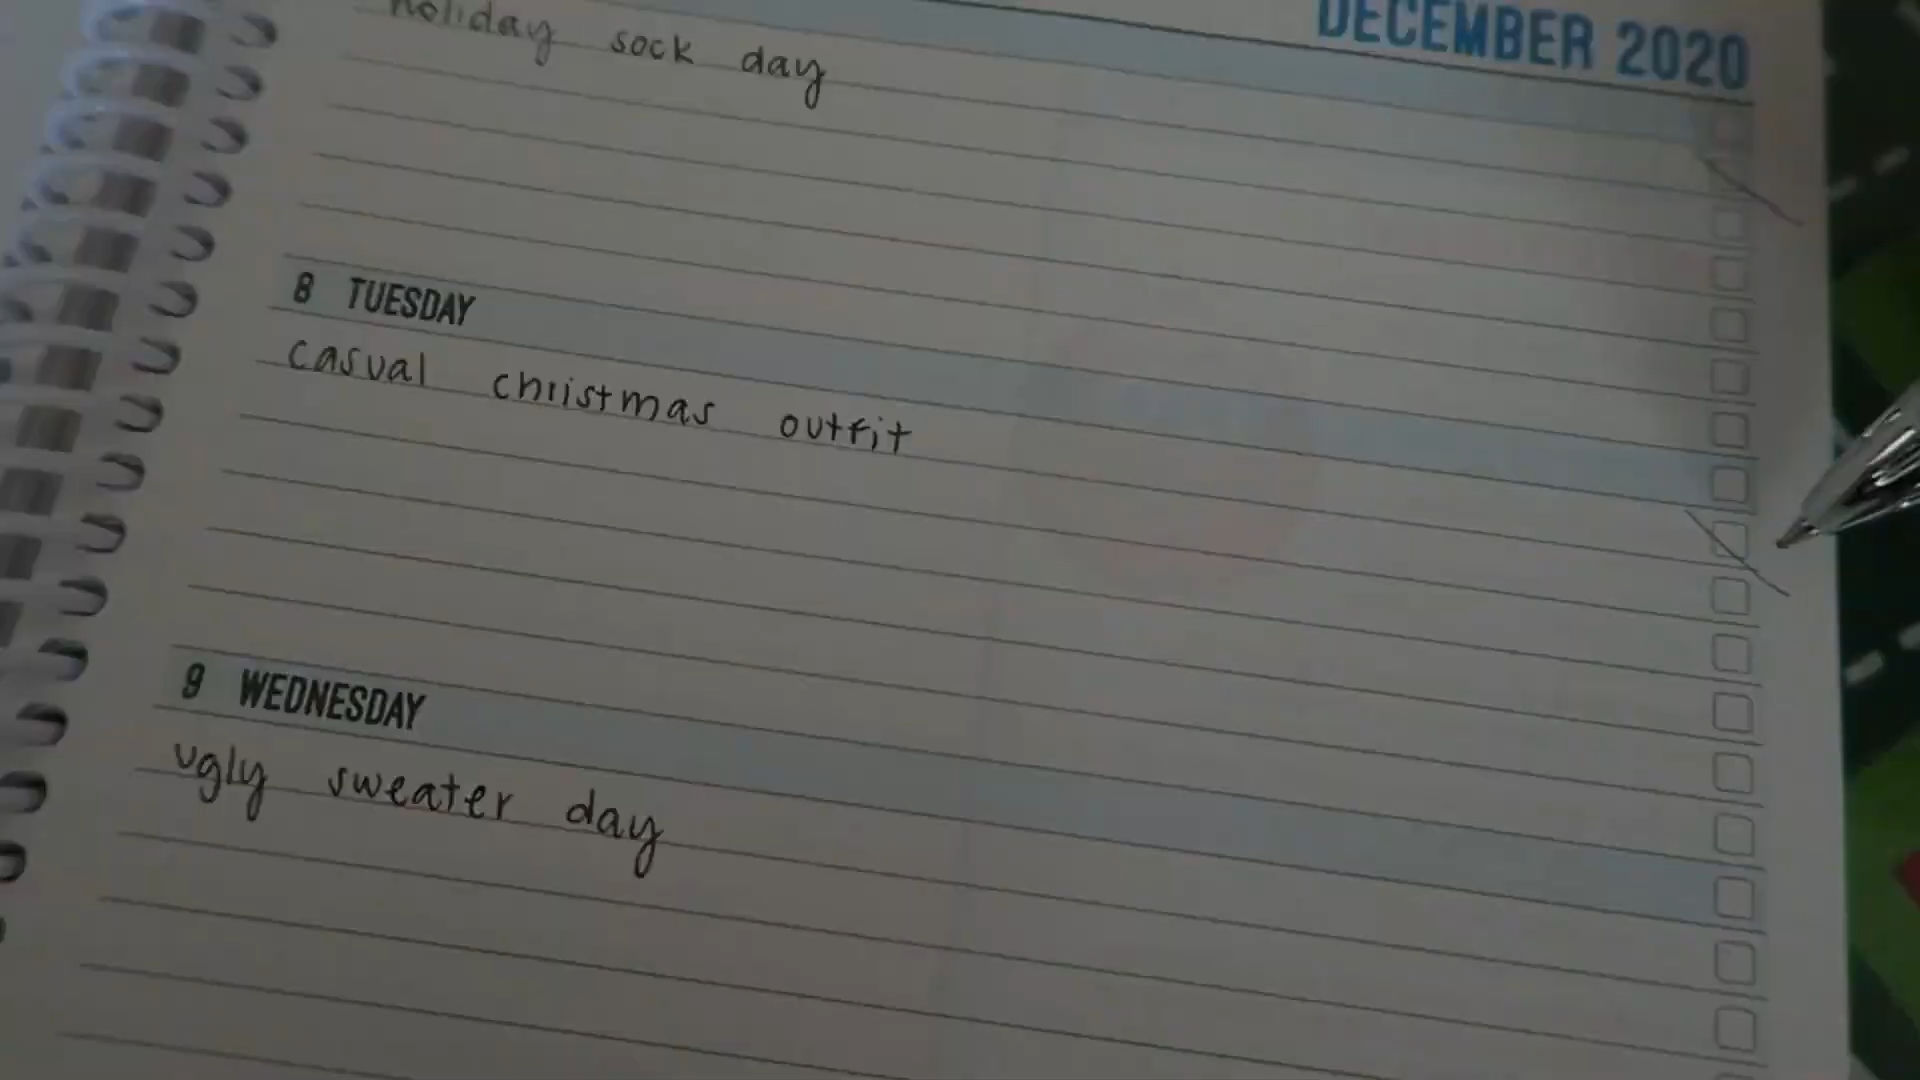 DECEMBER 2020
holiday sock day
8 TUESDAY
casual christmas outfit
9 WEDNESDAY
ugly sweater day